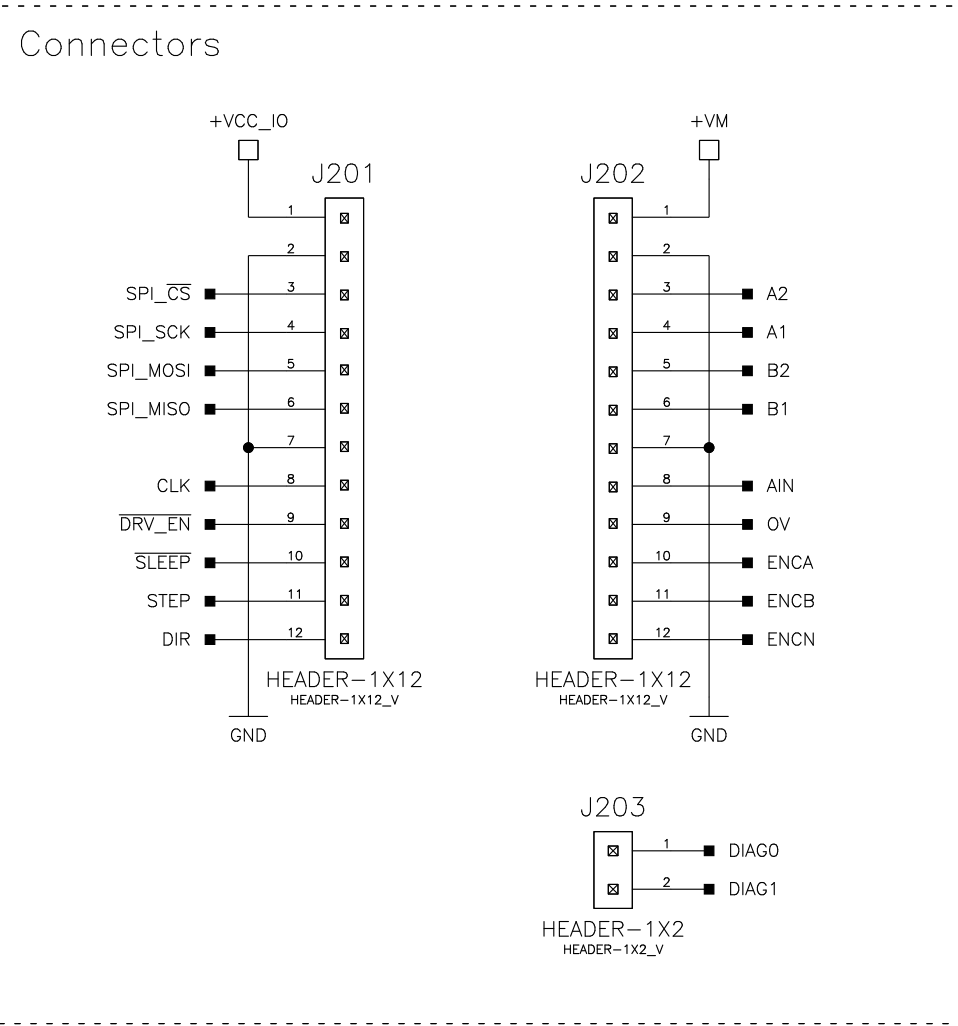 Connectors
+VCC_IO
+VM
J201
J202
1
2
SPI_CS 3
SPI_SCK 4
SPI_MOSI 5
SPI_MISO 6
7
CLK 8
DRV_EN 9
SLEEP 10
STEP 11
DIR 12
HEADER-1X12
HEADER-1X12_V
GND
1
2
3 A2
4 A1
5 B2
6 B1
7
8 AIN
9 OV
10 ENCA
11 ENCB
12 ENCN
HEADER-1X12
HEADER-1X12_V
GND
J203
1 DIAG0
2 DIAG1
HEADER-1X2
HEADER-1X2_V